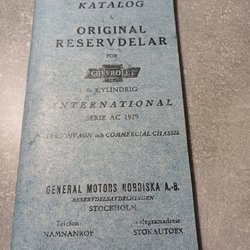 KATALOG
Å
ORIGINAL
RESERVDELAR
FÖR
CHEVROLET
6-CYLINDRIG
INTERNATIONAL
SERIE AC 1929
PERSONVAGN och COMMERCIAL CHASSIS
GENERAL MOTORS NORDISKA A.-B.
RESERVDELSAVDELNINGEN
STOCKHOLM
Telefon:
NAMNANROP
Telegramadress:
STOKAUTOEX